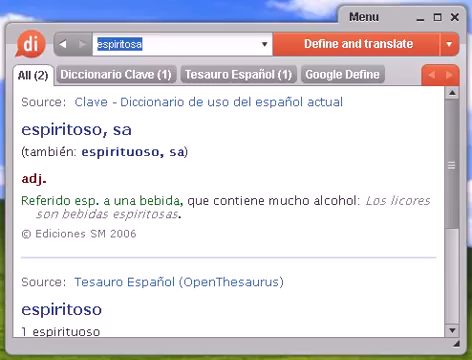 Menu
di
espiritosa
Define and translate
All (2)
Diccionario Clave (1)
Tesauro Español (1)
Google Define
Source: Clave - Diccionario de uso del español actual
espiritoso, sa
(también: espirituoso, sa)
adj.
Referido esp. a una bebida, que contiene mucho alcohol: Los licores
son bebidas espiritosas.
© Ediciones SM 2006
Source: Tesauro Español (OpenThesaurus)
espiritoso
1 espirituoso